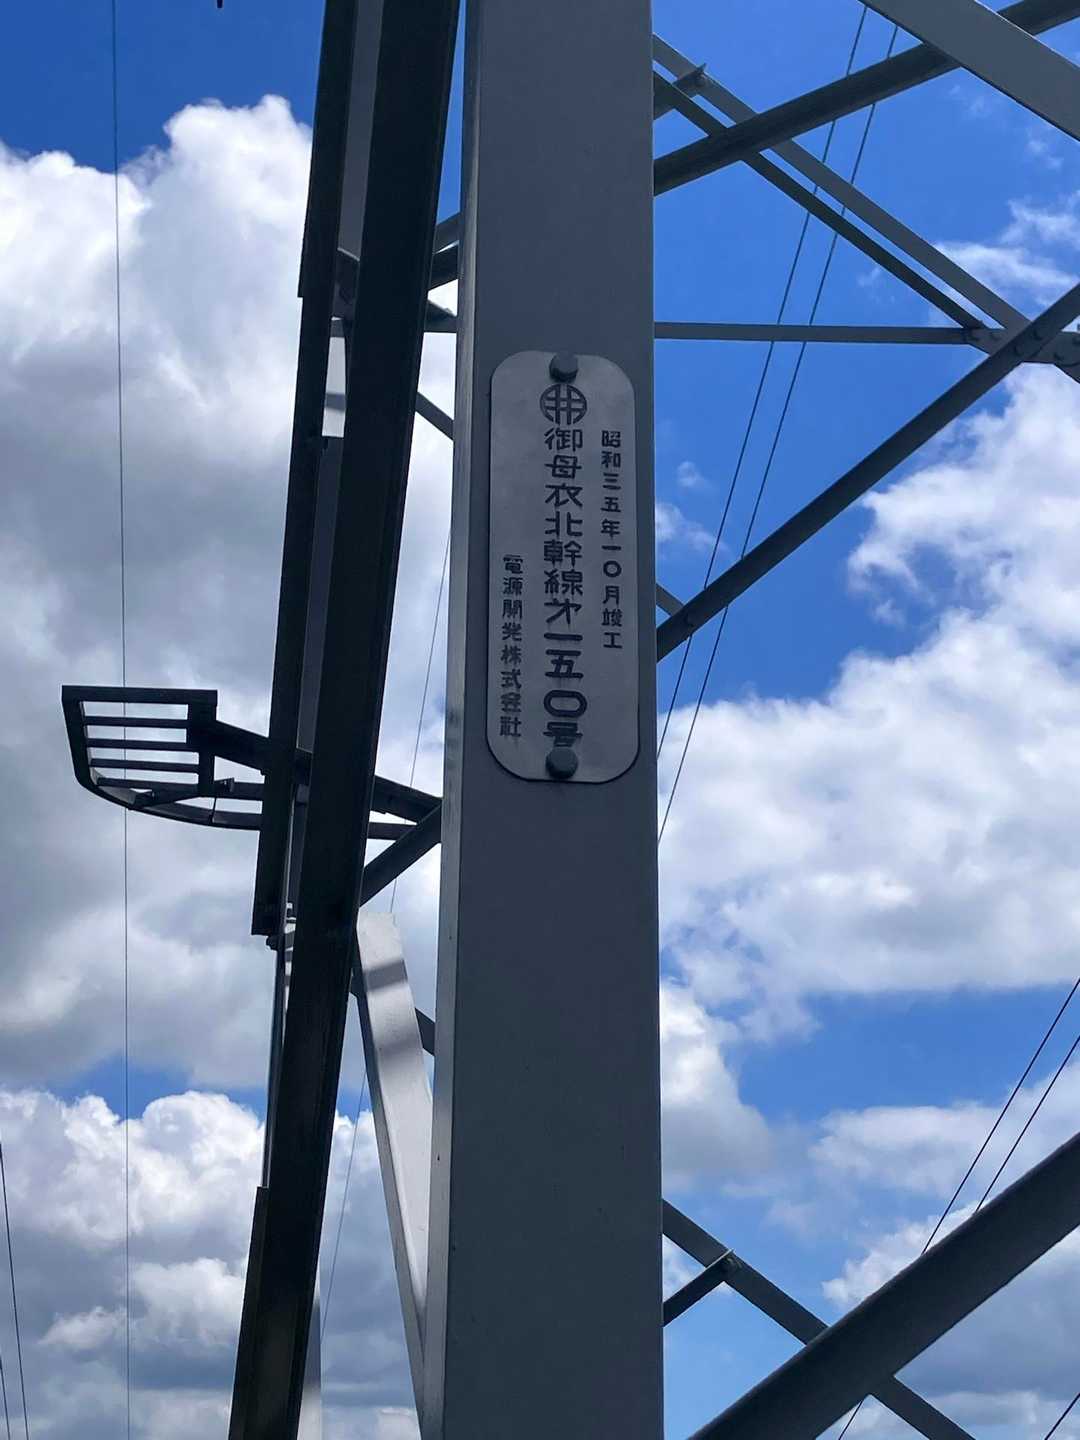 昭和三五年一〇月竣工
御母衣北幹線㐧一五〇号
電源開発株式会社